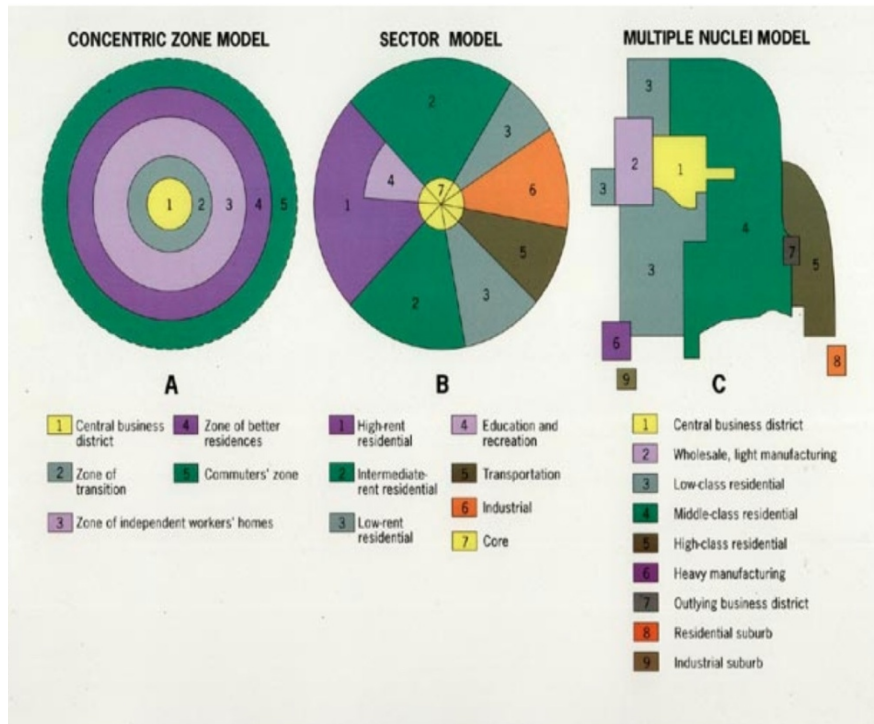 CONCENTRIC ZONE MODEL
SECTOR MODEL
MULTIPLE NUCLEI MODEL
1 2 3 4 5
2
3
4
7
6
1
5
2
3
3
2
1
3
4
3
7
5
6
8
9
A
B
C
1 Central business
district
4 Zone of better
residences
2 Zone of
transition
5 Commuters' zone
3 Zone of independent workers' homes
1 High-rent
residential
4 Education and
recreation
2 Intermediate-
rent residential
5 Transportation
3 Low-rent
residential
6 Industrial
7 Core
1 Central business district
2 Wholesale, light manufacturing
3 Low-class residential
4 Middle-class residential
5 High-class residential
6 Heavy manufacturing
7 Outlying business district
8 Residential suburb
9 Industrial suburb